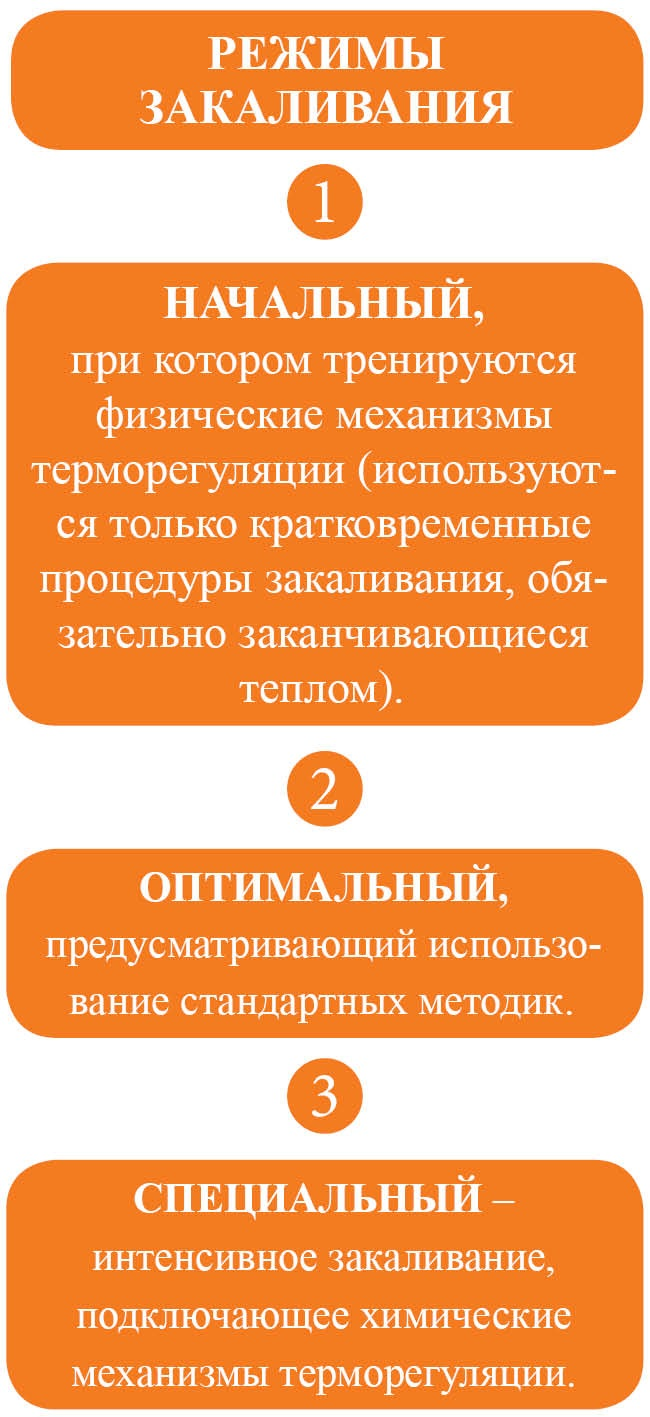 РЕЖИМЫ
ЗАКАЛИВАНИЯ
1
НАЧАЛЬНЫЙ,
при котором тренируются
физические механизмы
терморегуляции (используют-
ся только кратковременные
процедуры закаливания, обя-
зательно заканчивающиеся
теплом).
2
ОПТИМАЛЬНЫЙ,
предусматривающий использо-
вание стандартных методик.
3
СПЕЦИАЛЬНЫЙ –
интенсивное закаливание,
подключающее химические
механизмы терморегуляции.